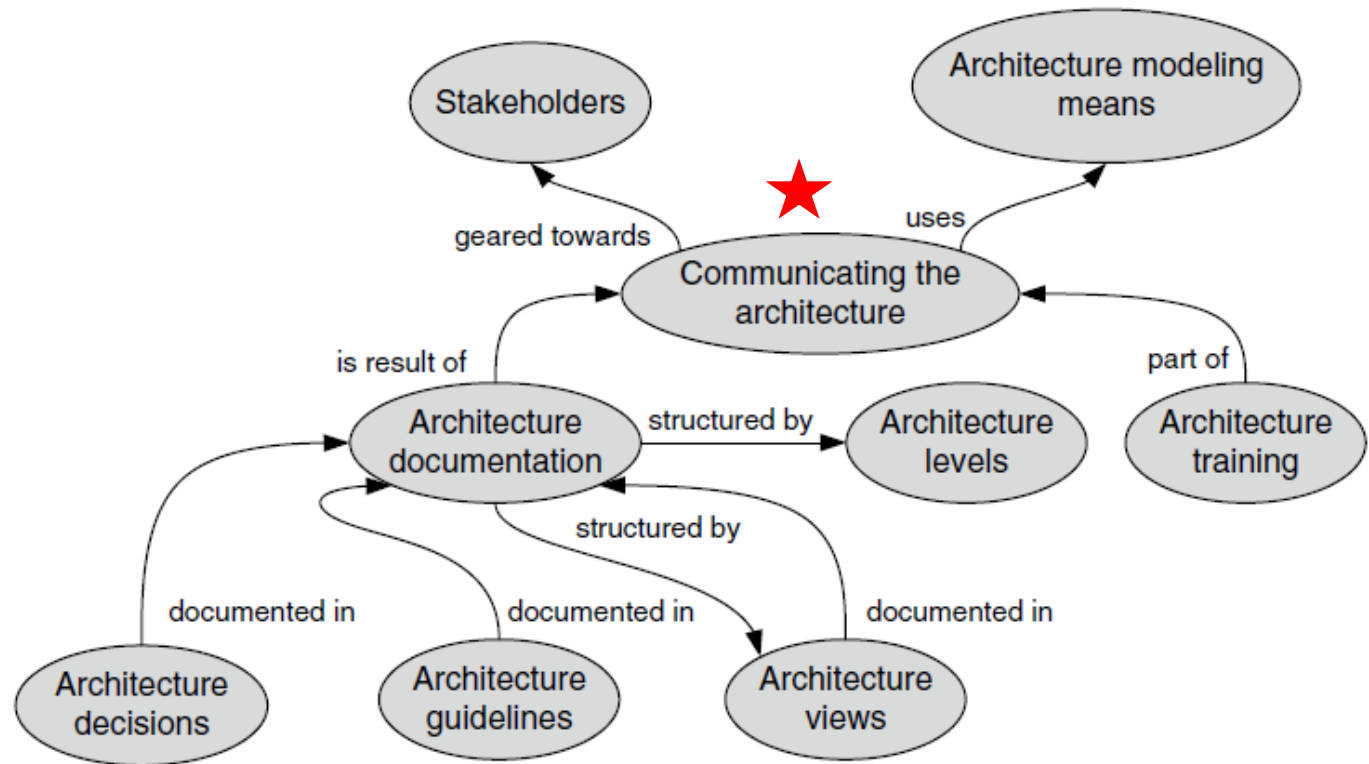 Stakeholders
Architecture modeling
means
geared towards
uses
Communicating the
architecture
is result of
part of
Architecture
documentation
structured by
Architecture
levels
Architecture
training
structured by
documented in
documented in
documented in
Architecture
decisions
Architecture
guidelines
Architecture
views